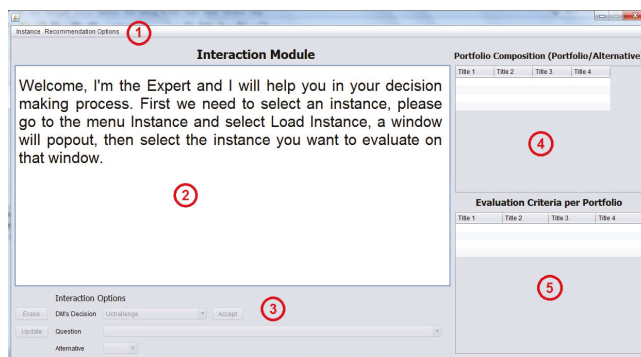 Instance Recommendation Options
1
Interaction Module
Welcome, I'm the Expert and I will help you in your decision
making process. First we need to select an instance, please
go to the menu Instance and select Load Instance, a window
will popout, then select the instance you want to evaluate on
that window.
2
Portfolio Composition (Portfolio/Alternative
Title 1 Title 2 Title 3 Title 4
4
Evaluation Criteria per Portfolio
Title 1 Title 2 Title 3 Title 4
5
Interaction Options
Erase DM's Decision Uchallenge Accept
3
Update Question
Alternative